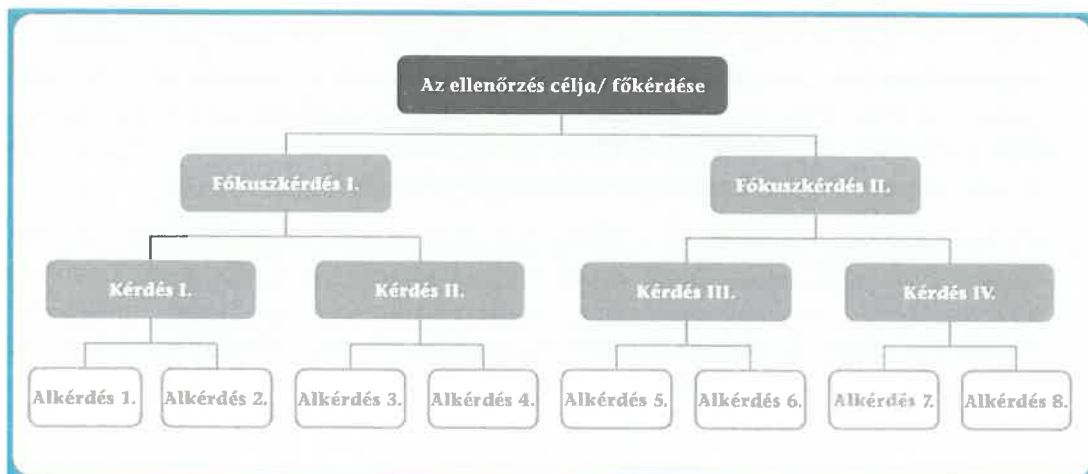 Az ellenőrzés célja/ főkérdése
Fókuszkérdés I.
Fókuszkérdés II.
Kérdés I.
Kérdés II.
Kérdés III.
Kérdés IV.
Alkérdés 1.
Alkérdés 2.
Alkérdés 3.
Alkérdés 4.
Alkérdés 5.
Alkérdés 6.
Alkérdés 7.
Alkérdés 8.